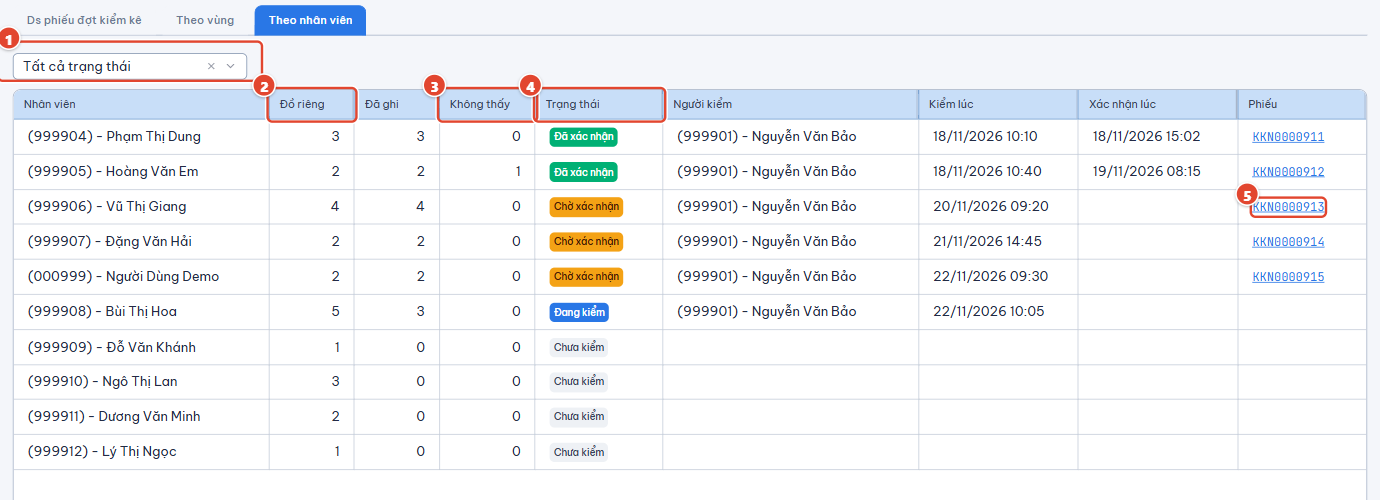 Ds phiếu đợt kiểm kê Theo vùng Theo nhân viên
1
Tất cả trạng thái × 
2 3 4
Nhân viên Đồ riêng Đã ghi Không thấy Trạng thái Người kiểm Kiểm lúc Xác nhận lúc Phiếu
(999904) - Phạm Thị Dung 3 3 0 Đã xác nhận (999901) - Nguyễn Văn Bảo 18/11/2026 10:10 18/11/2026 15:02 KKN0000911
(999905) - Hoàng Văn Em 2 2 1 Đã xác nhận (999901) - Nguyễn Văn Bảo 18/11/2026 10:40 19/11/2026 08:15 KKN0000912
5
(999906) - Vũ Thị Giang 4 4 0 Chờ xác nhận (999901) - Nguyễn Văn Bảo 20/11/2026 09:20 KKN0000913
(999907) - Đặng Văn Hải 2 2 0 Chờ xác nhận (999901) - Nguyễn Văn Bảo 21/11/2026 14:45 KKN0000914
(000999) - Người Dùng Demo 2 2 0 Chờ xác nhận (999901) - Nguyễn Văn Bảo 22/11/2026 09:30 KKN0000915
(999908) - Bùi Thị Hoa 5 3 0 Đang kiểm (999901) - Nguyễn Văn Bảo 22/11/2026 10:05
(999909) - Đỗ Văn Khánh 1 0 0 Chưa kiểm
(999910) - Ngô Thị Lan 3 0 0 Chưa kiểm
(999911) - Dương Văn Minh 2 0 0 Chưa kiểm
(999912) - Lý Thị Ngọc 1 0 0 Chưa kiểm